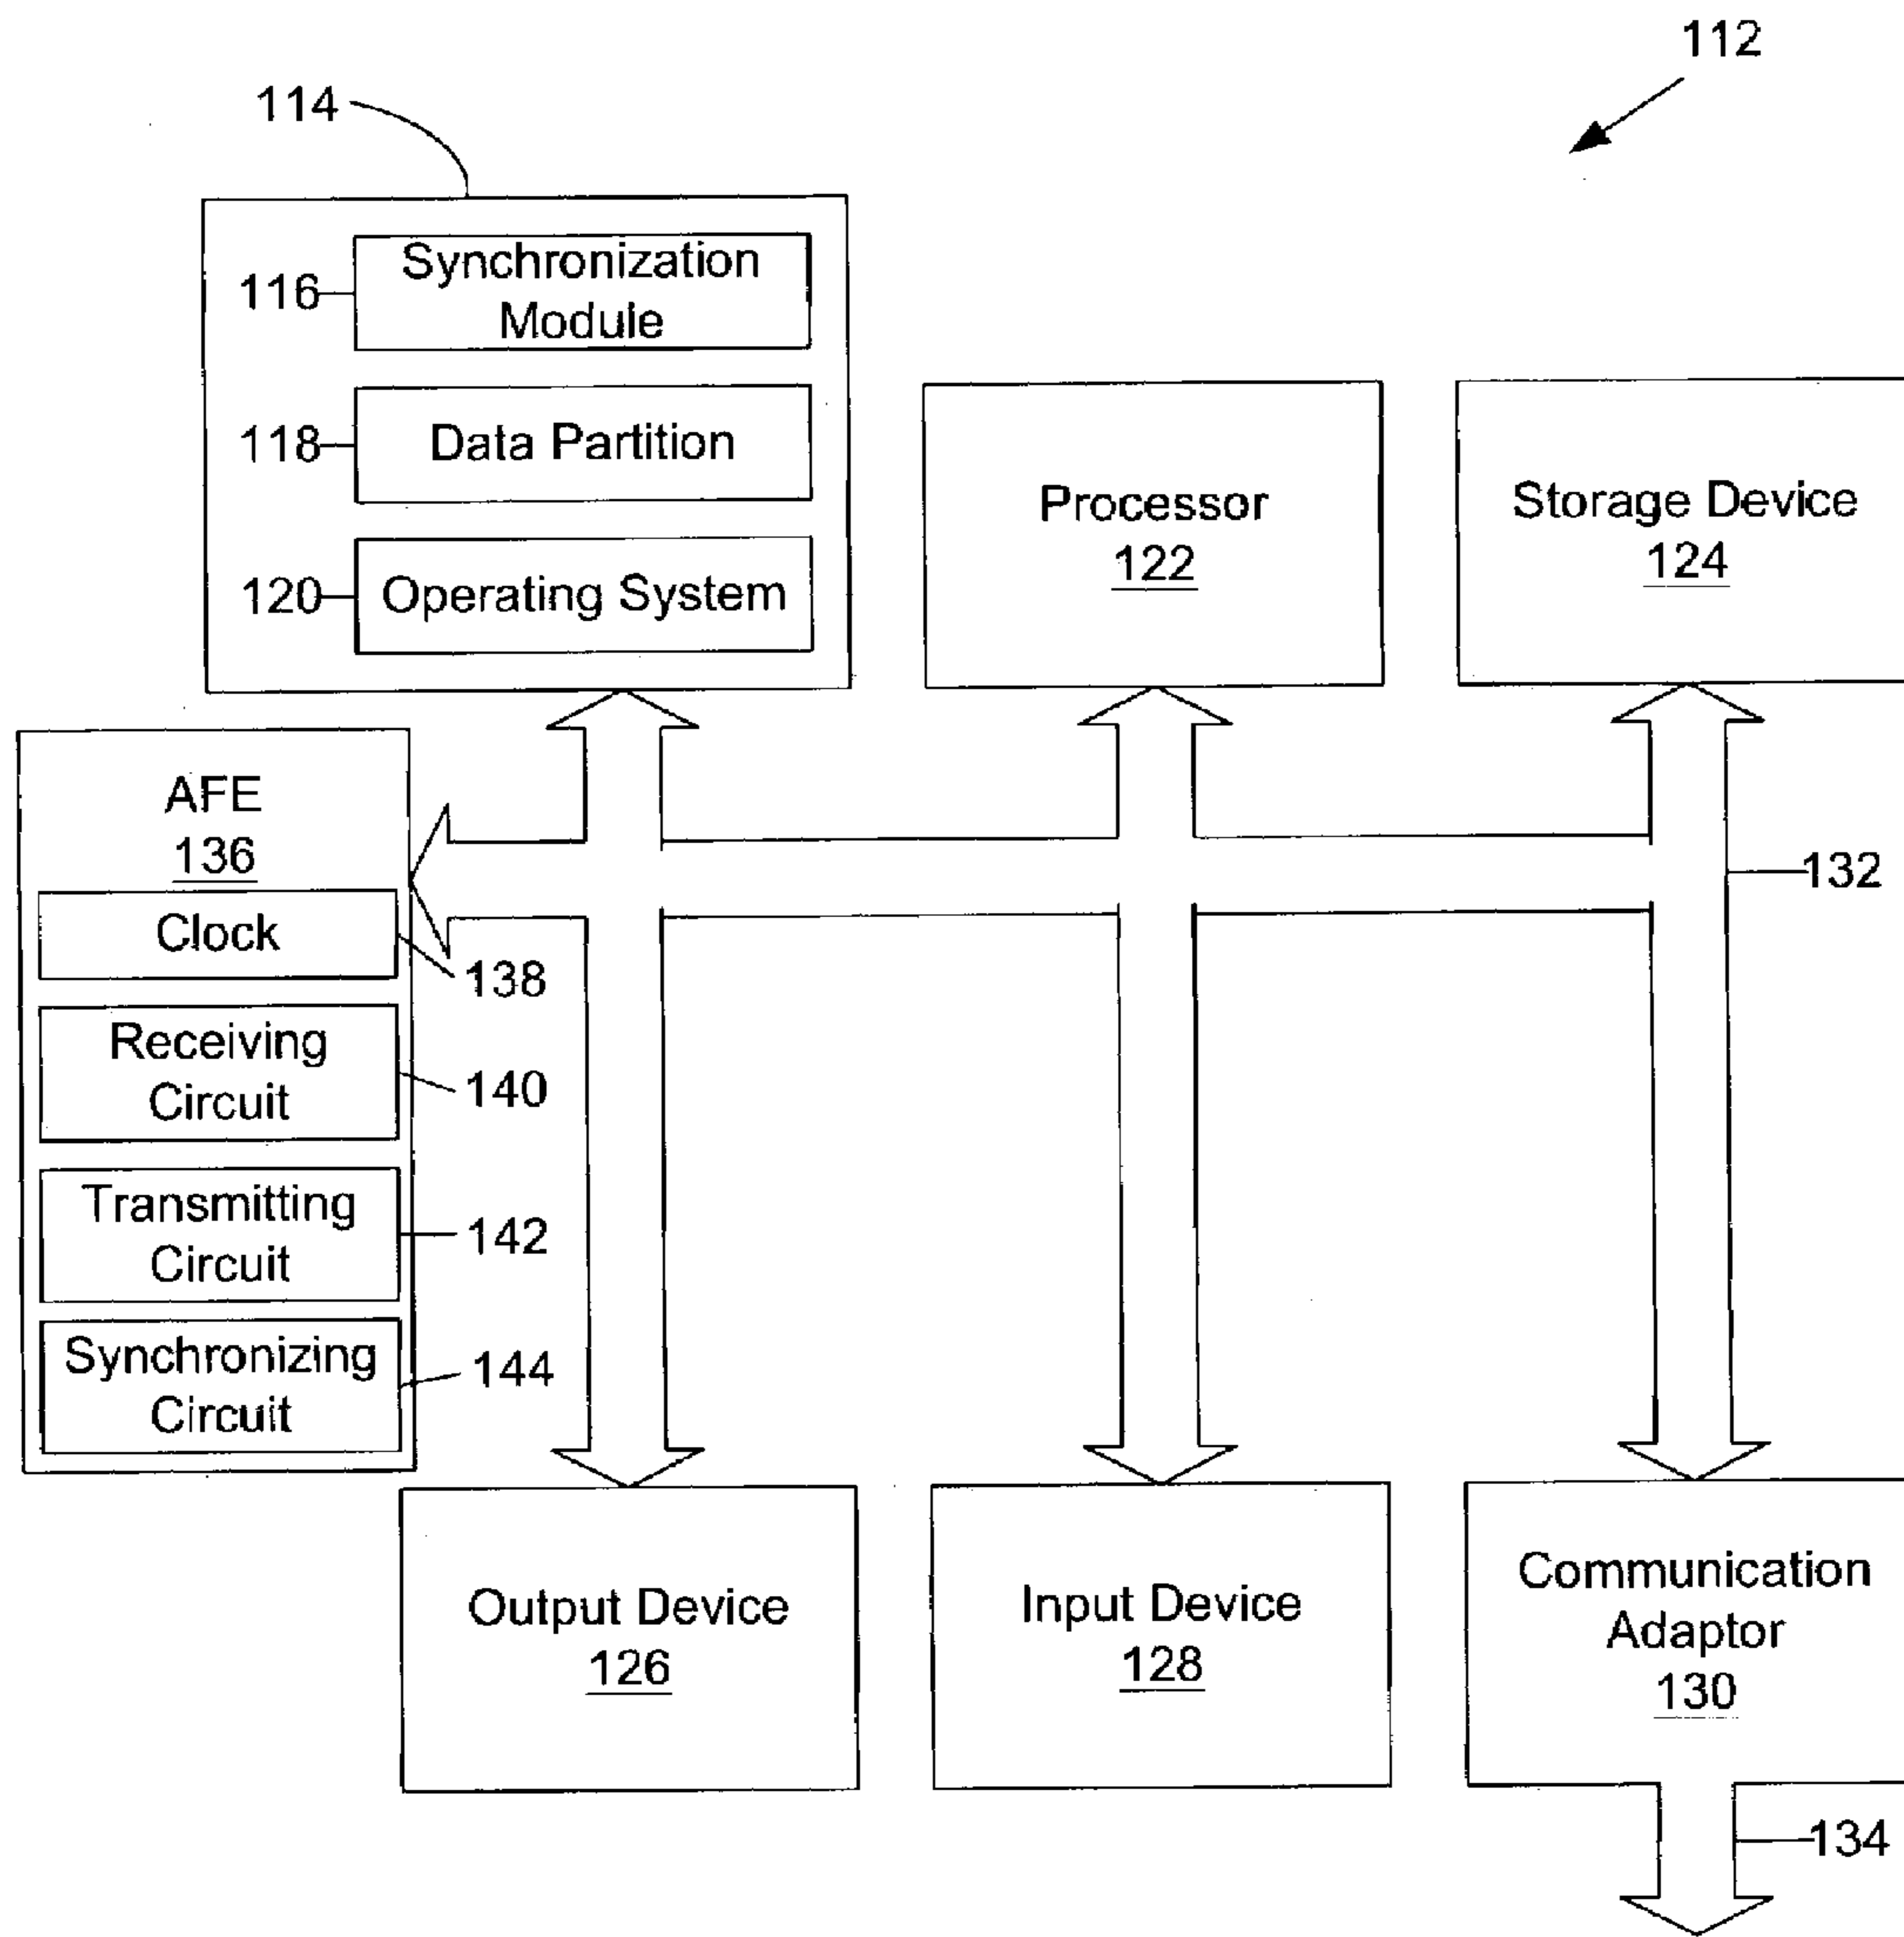 112
114
116
Synchronization
Module
118
Data Partition
120
Operating System
Processor
122
Storage Device
124
AFE
136
Clock
138
Receiving
Circuit
140
Transmitting
Circuit
142
Synchronizing
Circuit
144
132
Output Device
126
Input Device
128
Communication
Adaptor
130
134